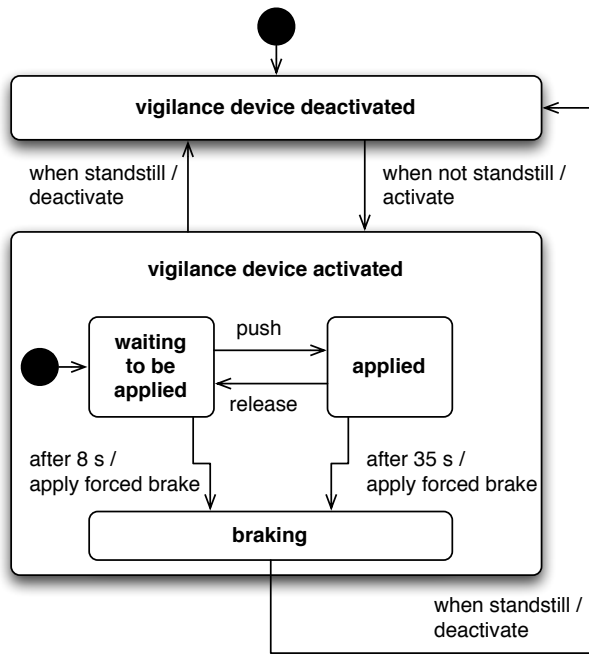 vigilance device deactivated
when standstill /
deactivate
when not standstill /
activate
vigilance device activated
waiting
to be
applied
push
release
applied
after 8 s /
apply forced brake
after 35 s /
apply forced brake
braking
when standstill /
deactivate